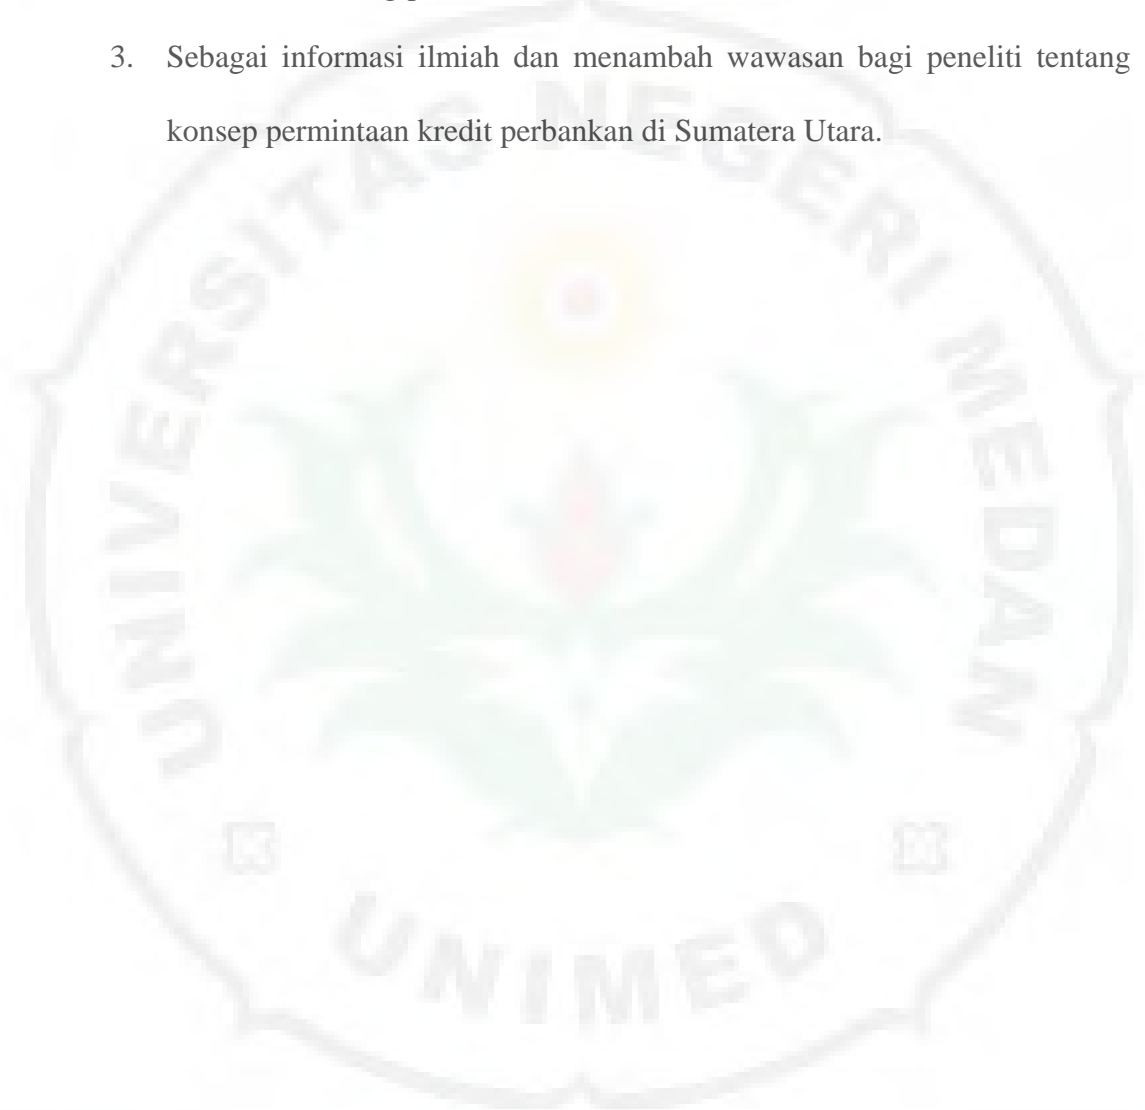 3. Sebagai informasi ilmiah dan menambah wawasan bagi peneliti tentang
konsep permintaan kredit perbankan di Sumatera Utara.
UNIVERSITAS NEGERI MEDAN
UNIMED